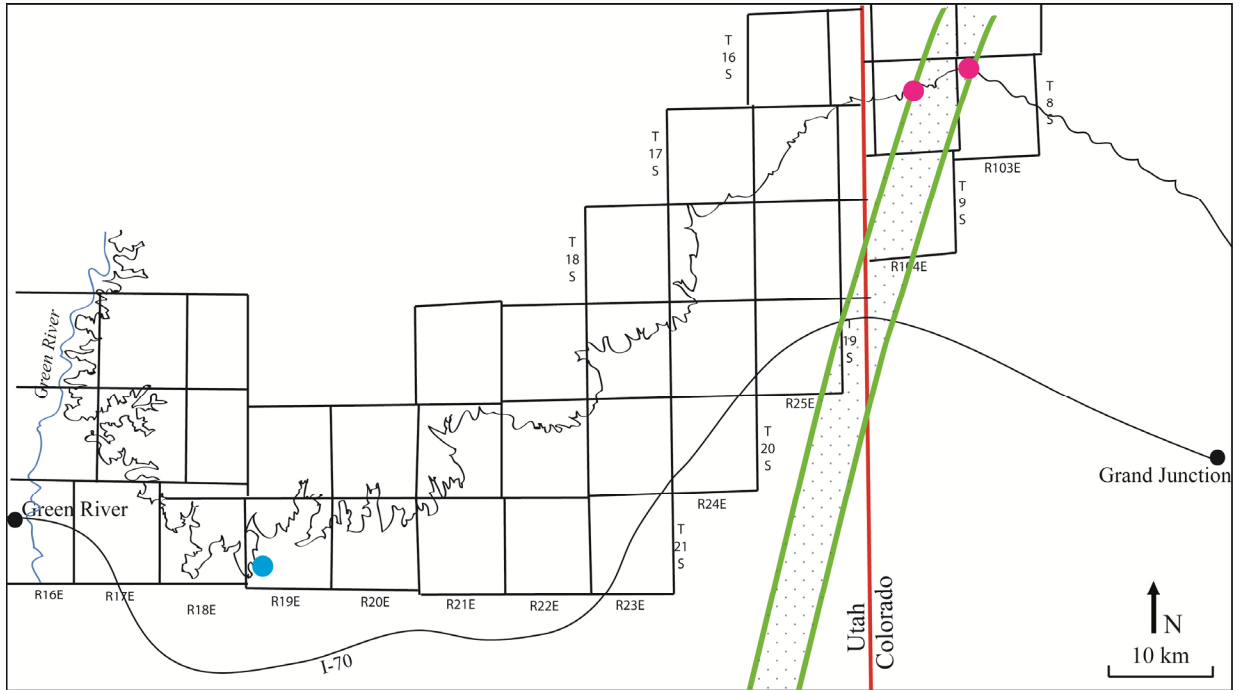 T
16
S
T
17
S
T
18
S
T
8
S
R103E
T
9
S
R104E
Green River
T
19
S
R25E
T
20
S
R24E
Grand Junction
Green River
T
21
S
R16E
R17E
R18E
R19E
R20E
R21E
R22E
R23E
I-70
Utah
Colorado
N
10 km